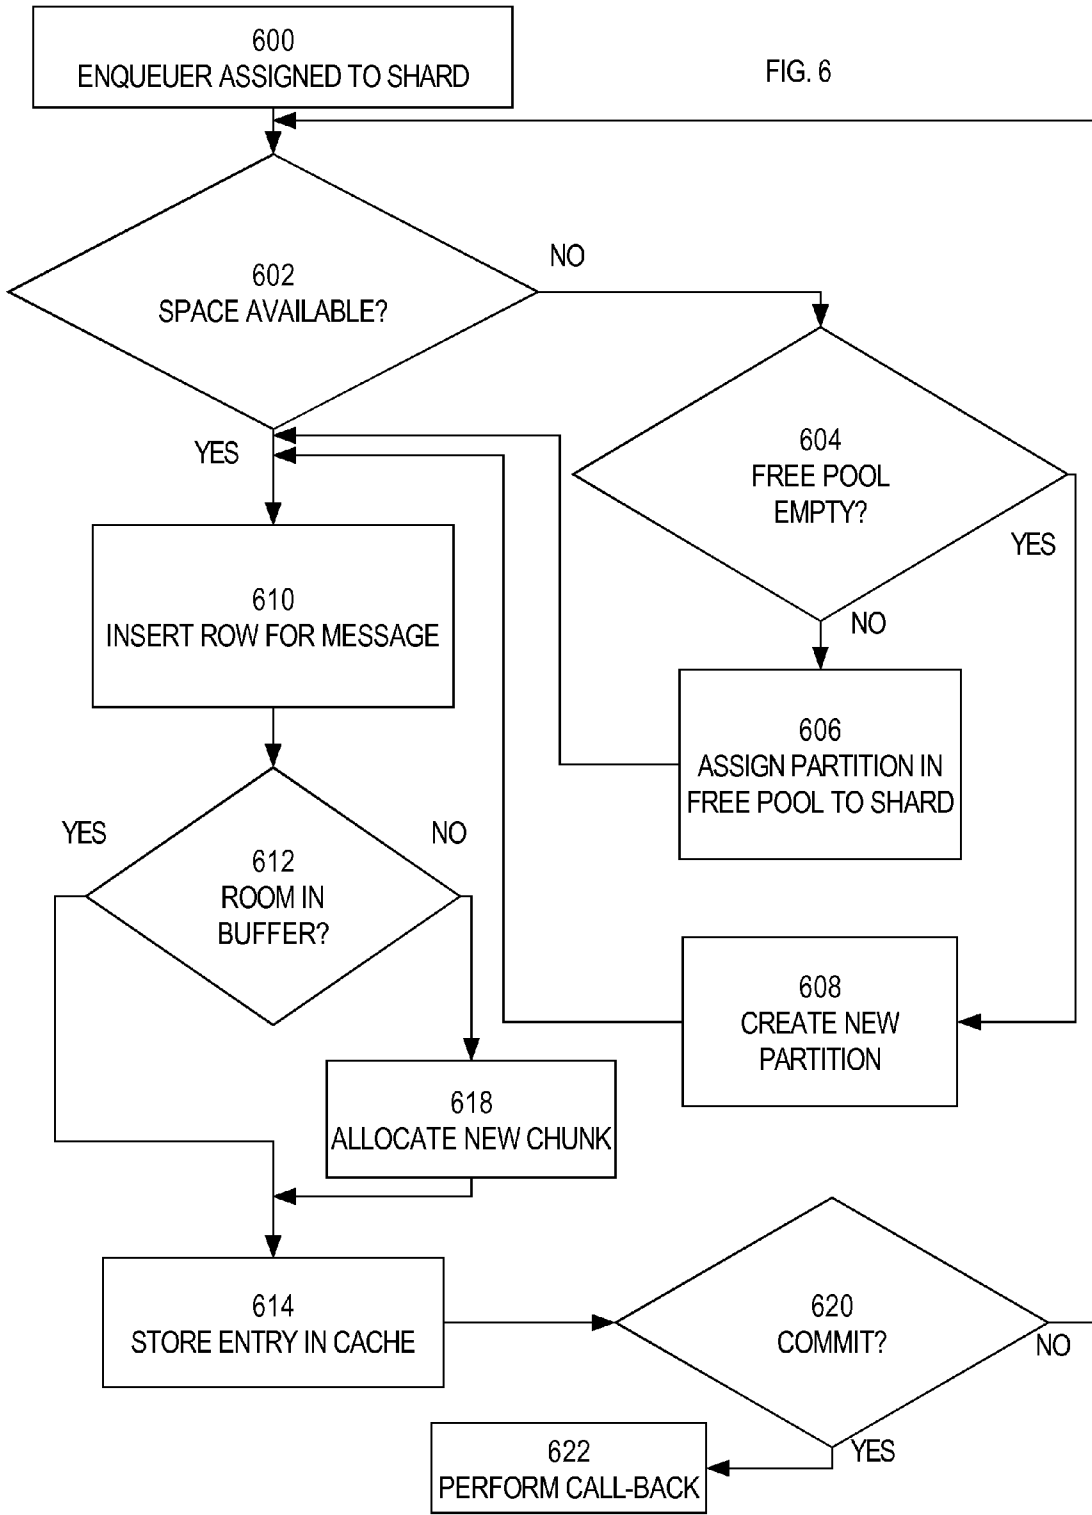 600
ENQUEUER ASSIGNED TO SHARD
FIG. 6
602
SPACE AVAILABLE?
NO
YES
604
FREE POOL
EMPTY?
YES
NO
606
ASSIGN PARTITION IN
FREE POOL TO SHARD
608
CREATE NEW
PARTITION
610
INSERT ROW FOR MESSAGE
612
ROOM IN
BUFFER?
YES
NO
618
ALLOCATE NEW CHUNK
614
STORE ENTRY IN CACHE
620
COMMIT?
NO
YES
622
PERFORM CALL-BACK